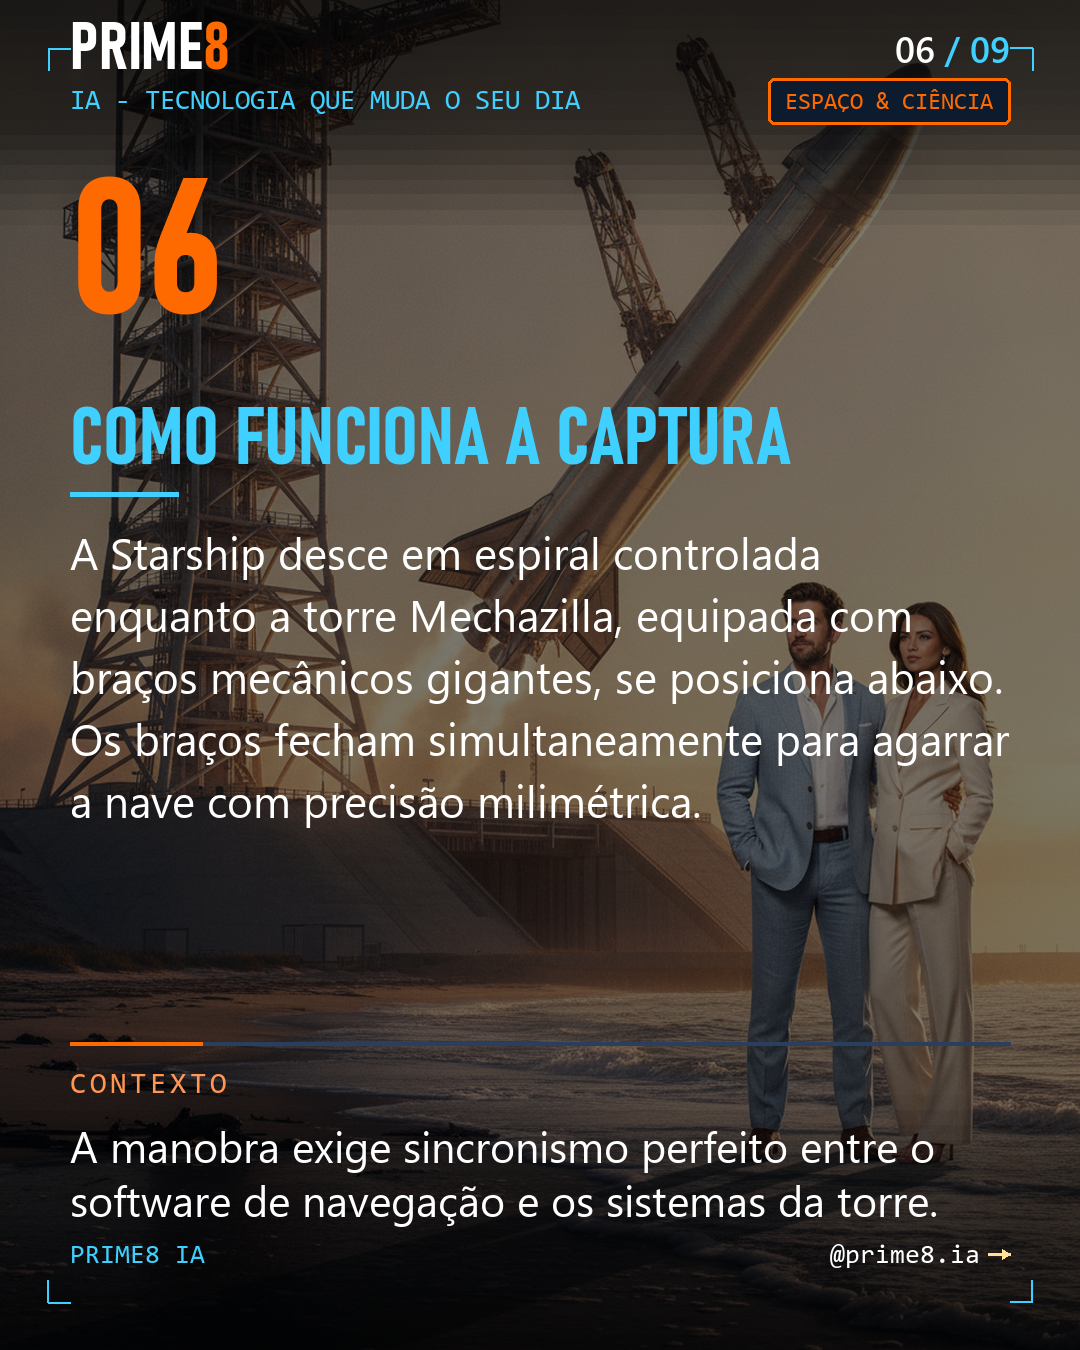 PRIME8
06 / 09
IA - TECNOLOGIA QUE MUDA O SEU DIA
ESPAÇO & CIÊNCIA
06
COMO FUNCIONA A CAPTURA
A Starship desce em espiral controlada
enquanto a torre Mechazilla, equipada com
braços mecânicos gigantes, se posiciona abaixo.
Os braços fecham simultaneamente para agarrar
a nave com precisão milimétrica.
CONTEXTO
A manobra exige sincronismo perfeito entre o
software de navegação e os sistemas da torre.
PRIME8 IA
@prime8.ia